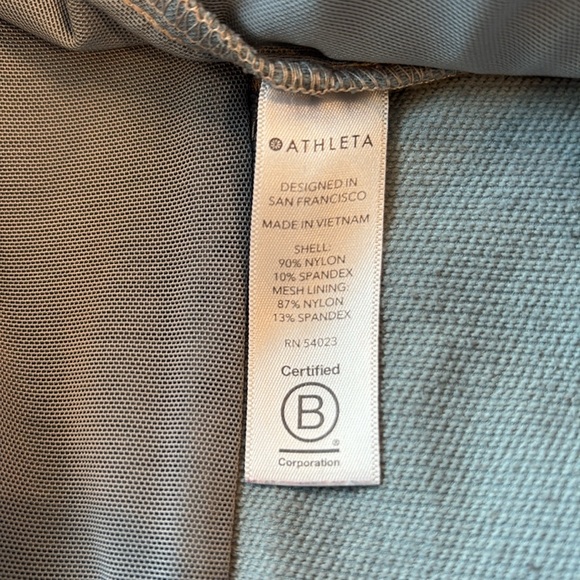 ATHLETA
DESIGNED IN
SAN FRANCISCO
MADE IN VIETNAM
SHELL:
90% NYLON
10% SPANDEX
MESH LINING:
87% NYLON
13% SPANDEX
RN 54023
Certified
B
®
Corporation